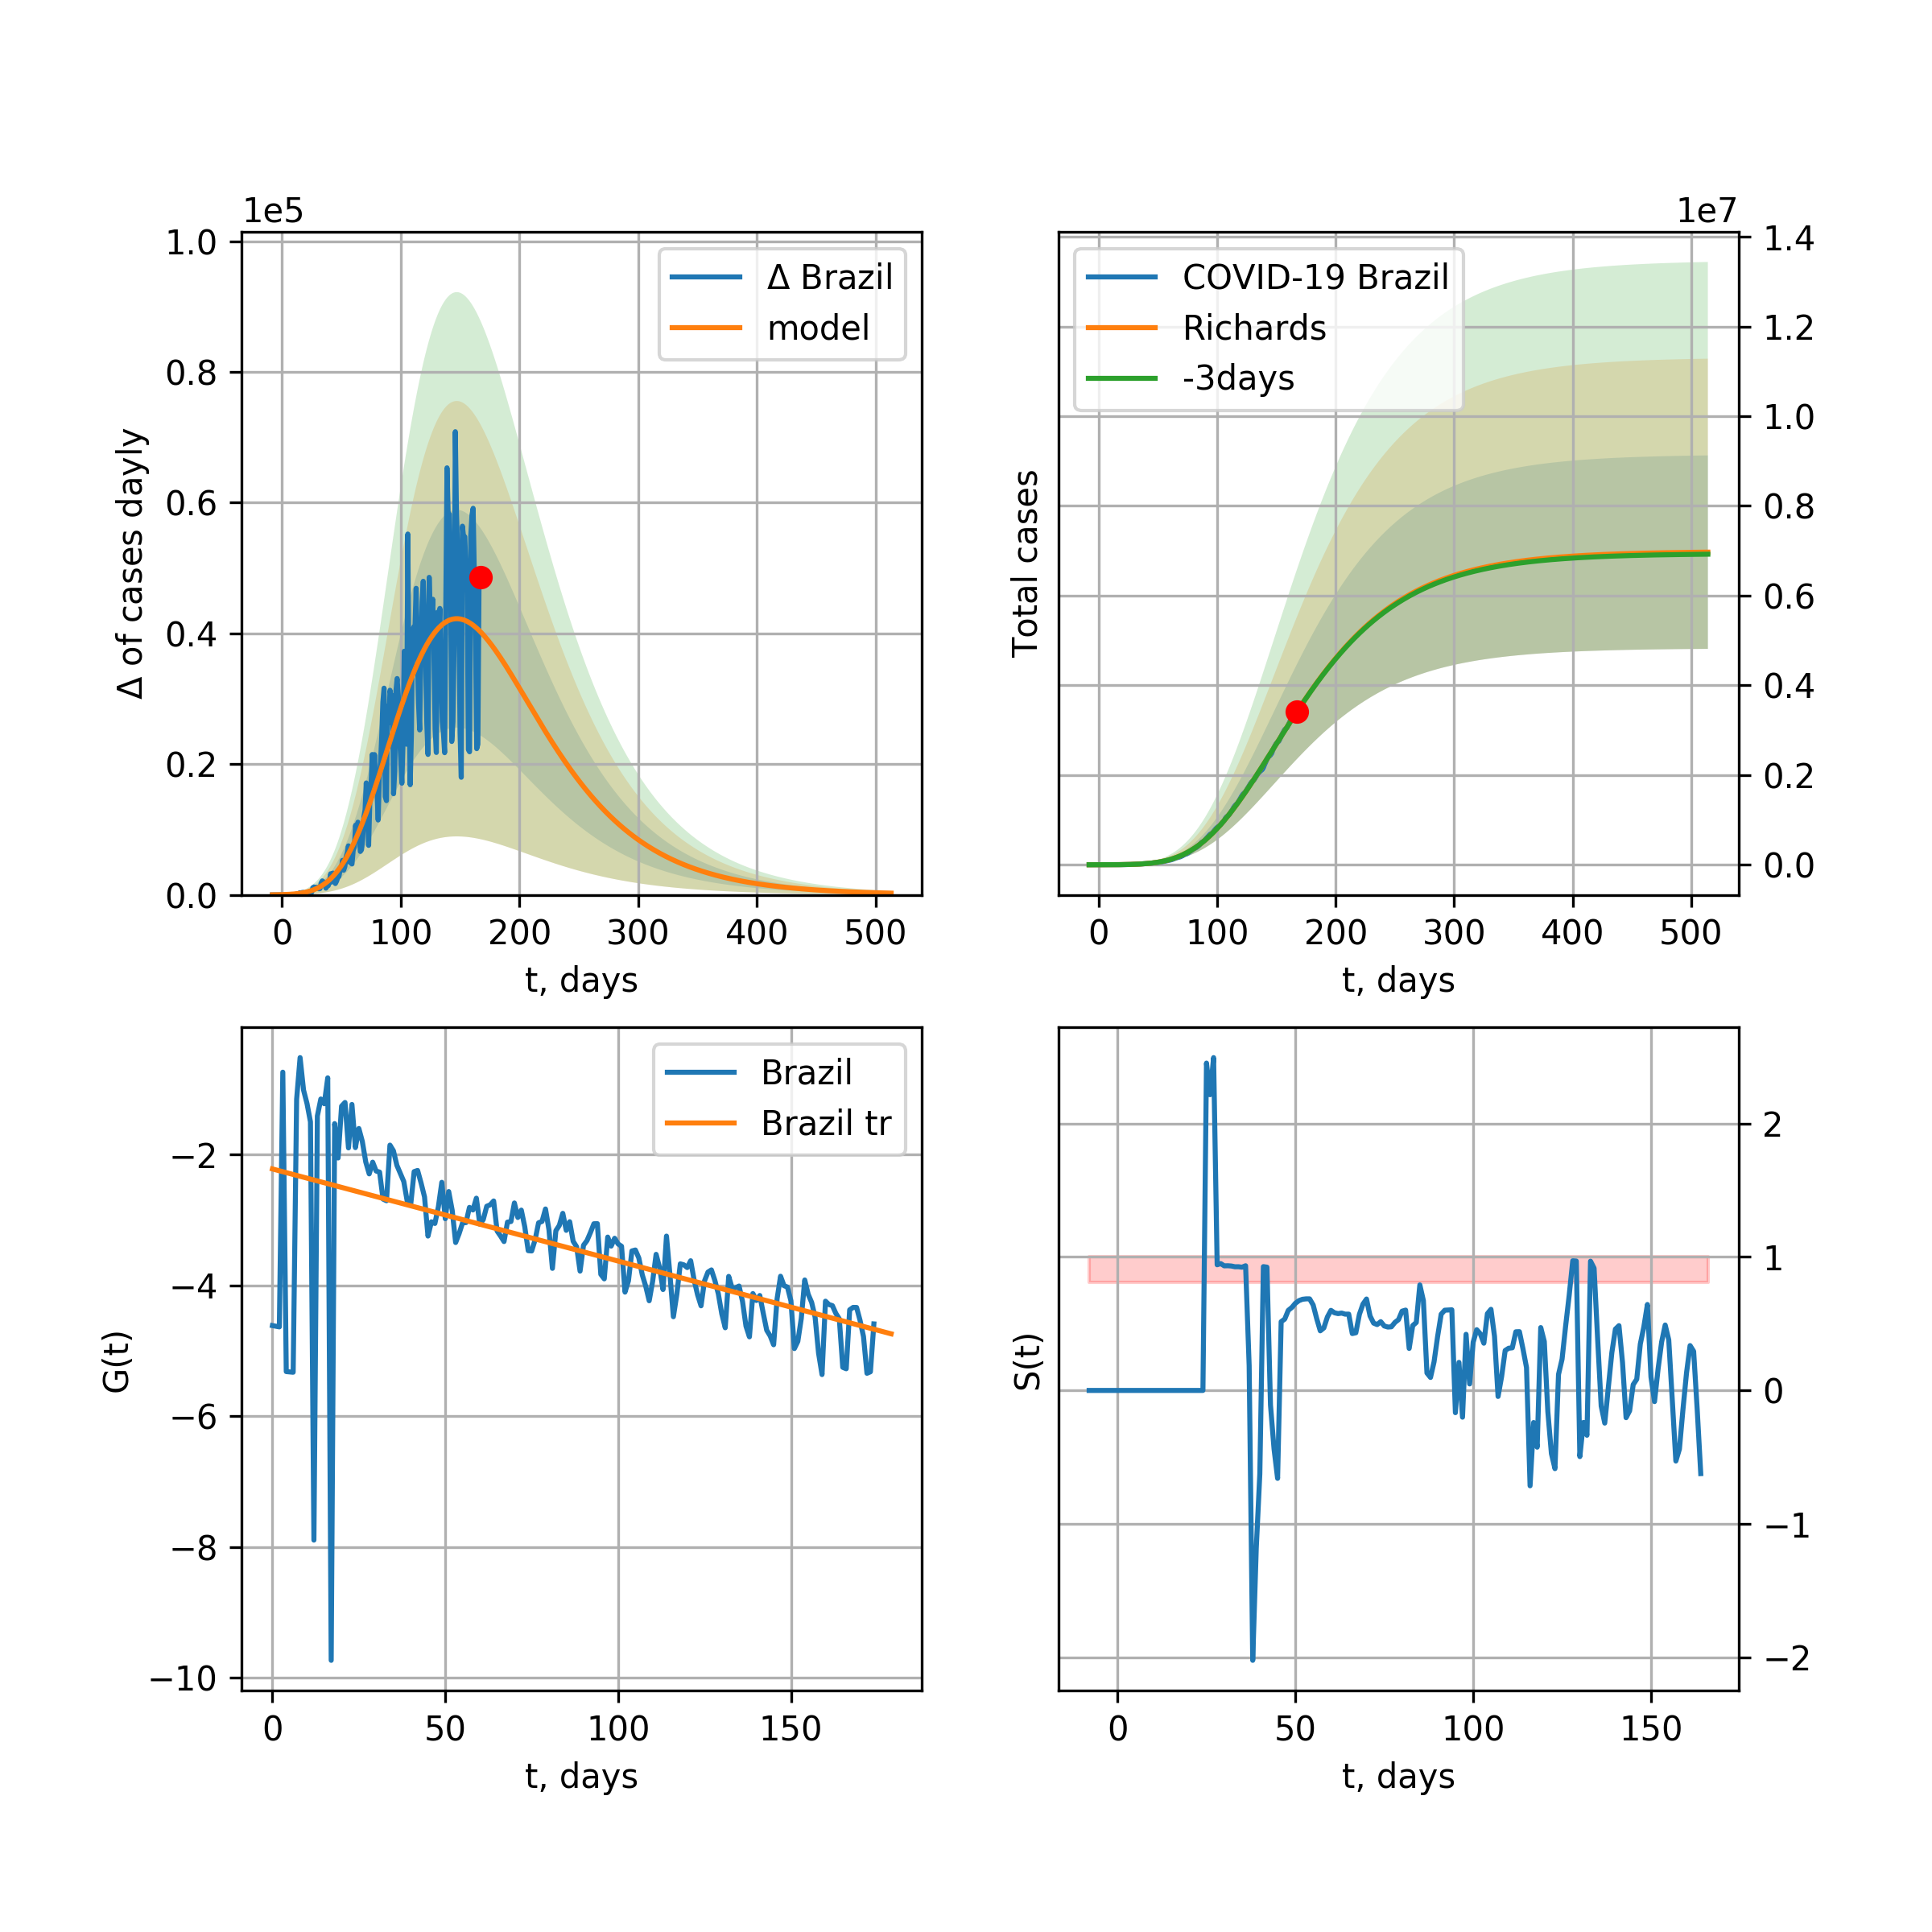 1e5
1.0
0.8
0.6
0.4
0.2
0.0
Δ of cases dayly
Δ Brazil
model
0 100 200 300 400 500
t, days
1e7
1.4
1.2
1.0
0.8
0.6
0.4
0.2
0.0
Total cases
COVID-19 Brazil
Richards
-3days
0 100 200 300 400 500
t, days
−2
−4
−6
−8
−10
G(t)
Brazil
Brazil tr
0 50 100 150
t, days
2
1
0
−1
−2
S(t)
0 50 100 150
t, days